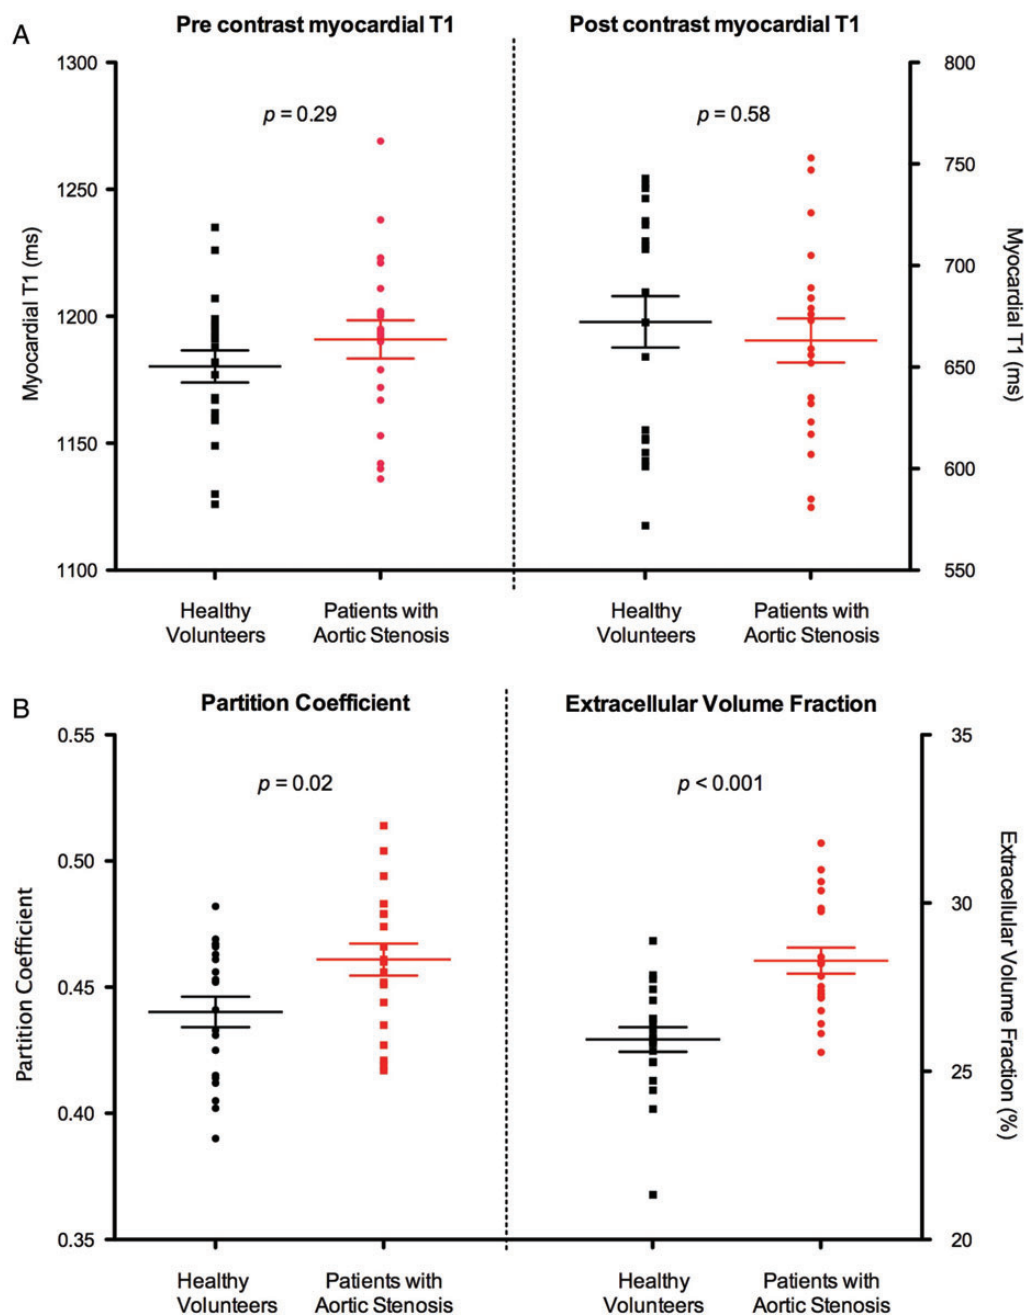 A
Pre contrast myocardial T1
Post contrast myocardial T1
p = 0.29
p = 0.58
Myocardial T1 (ms)
1300
1250
1200
1150
1100
800
750
700
650
600
550
Myocardial T1 (ms)
Healthy
Volunteers
Patients with
Aortic Stenosis
Healthy
Volunteers
Patients with
Aortic Stenosis
B
Partition Coefficient
Extracellular Volume Fraction
p = 0.02
p < 0.001
Partition Coefficient
0.55
0.50
0.45
0.40
0.35
35
30
25
20
Extracellular Volume Fraction (%)
Healthy
Volunteers
Patients with
Aortic Stenosis
Healthy
Volunteers
Patients with
Aortic Stenosis